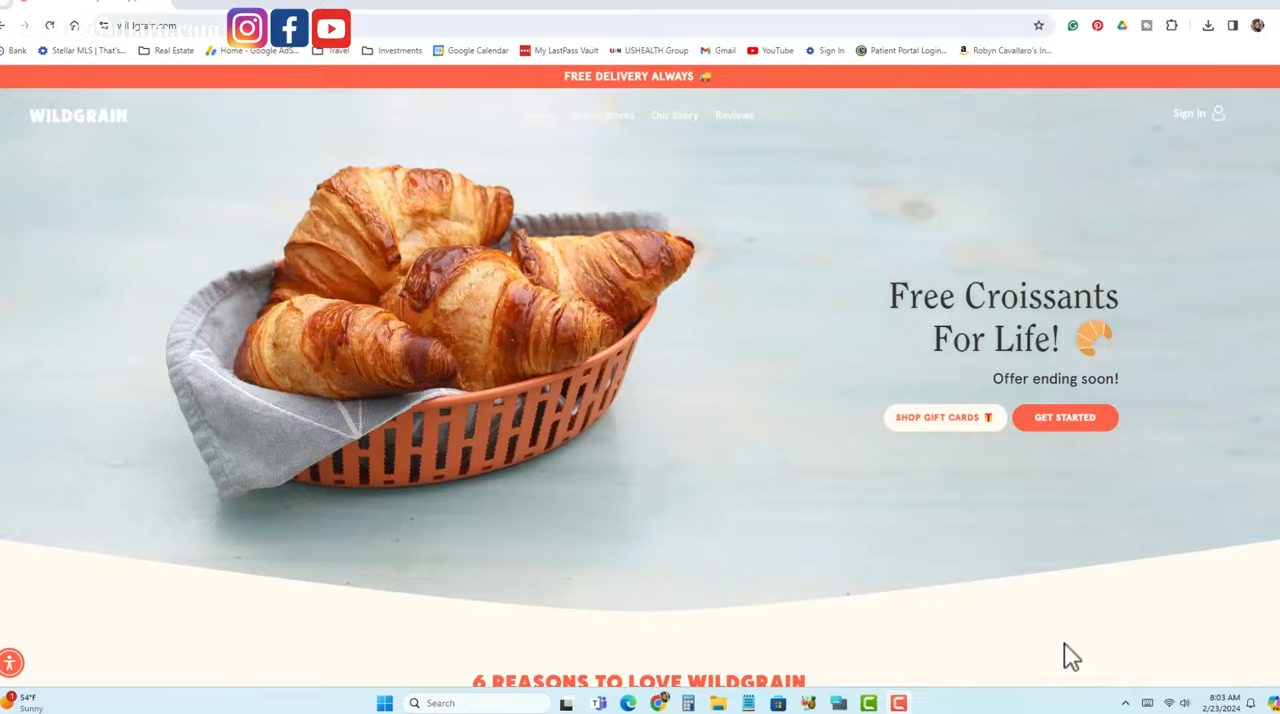 wildgrain.com
Bank
Stellar MLS | That's...
Real Estate
Home - Google AdS...
Travel
Investments
Google Calendar
My LastPass Vault
USHEALTH Group
Gmail
YouTube
Sign In
Patient Portal Login...
Robyn Cavallaro's In...
FREE DELIVERY ALWAYS
WILDGRAIN
Works
Our Story
Reviews
Sign In
Free Croissants
For Life!
Offer ending soon!
SHOP GIFT CARDS
GET STARTED
6 REASONS TO LOVE WILDGRAIN
1
54°F
Sunny
Search
8:03 AM
2/23/2024